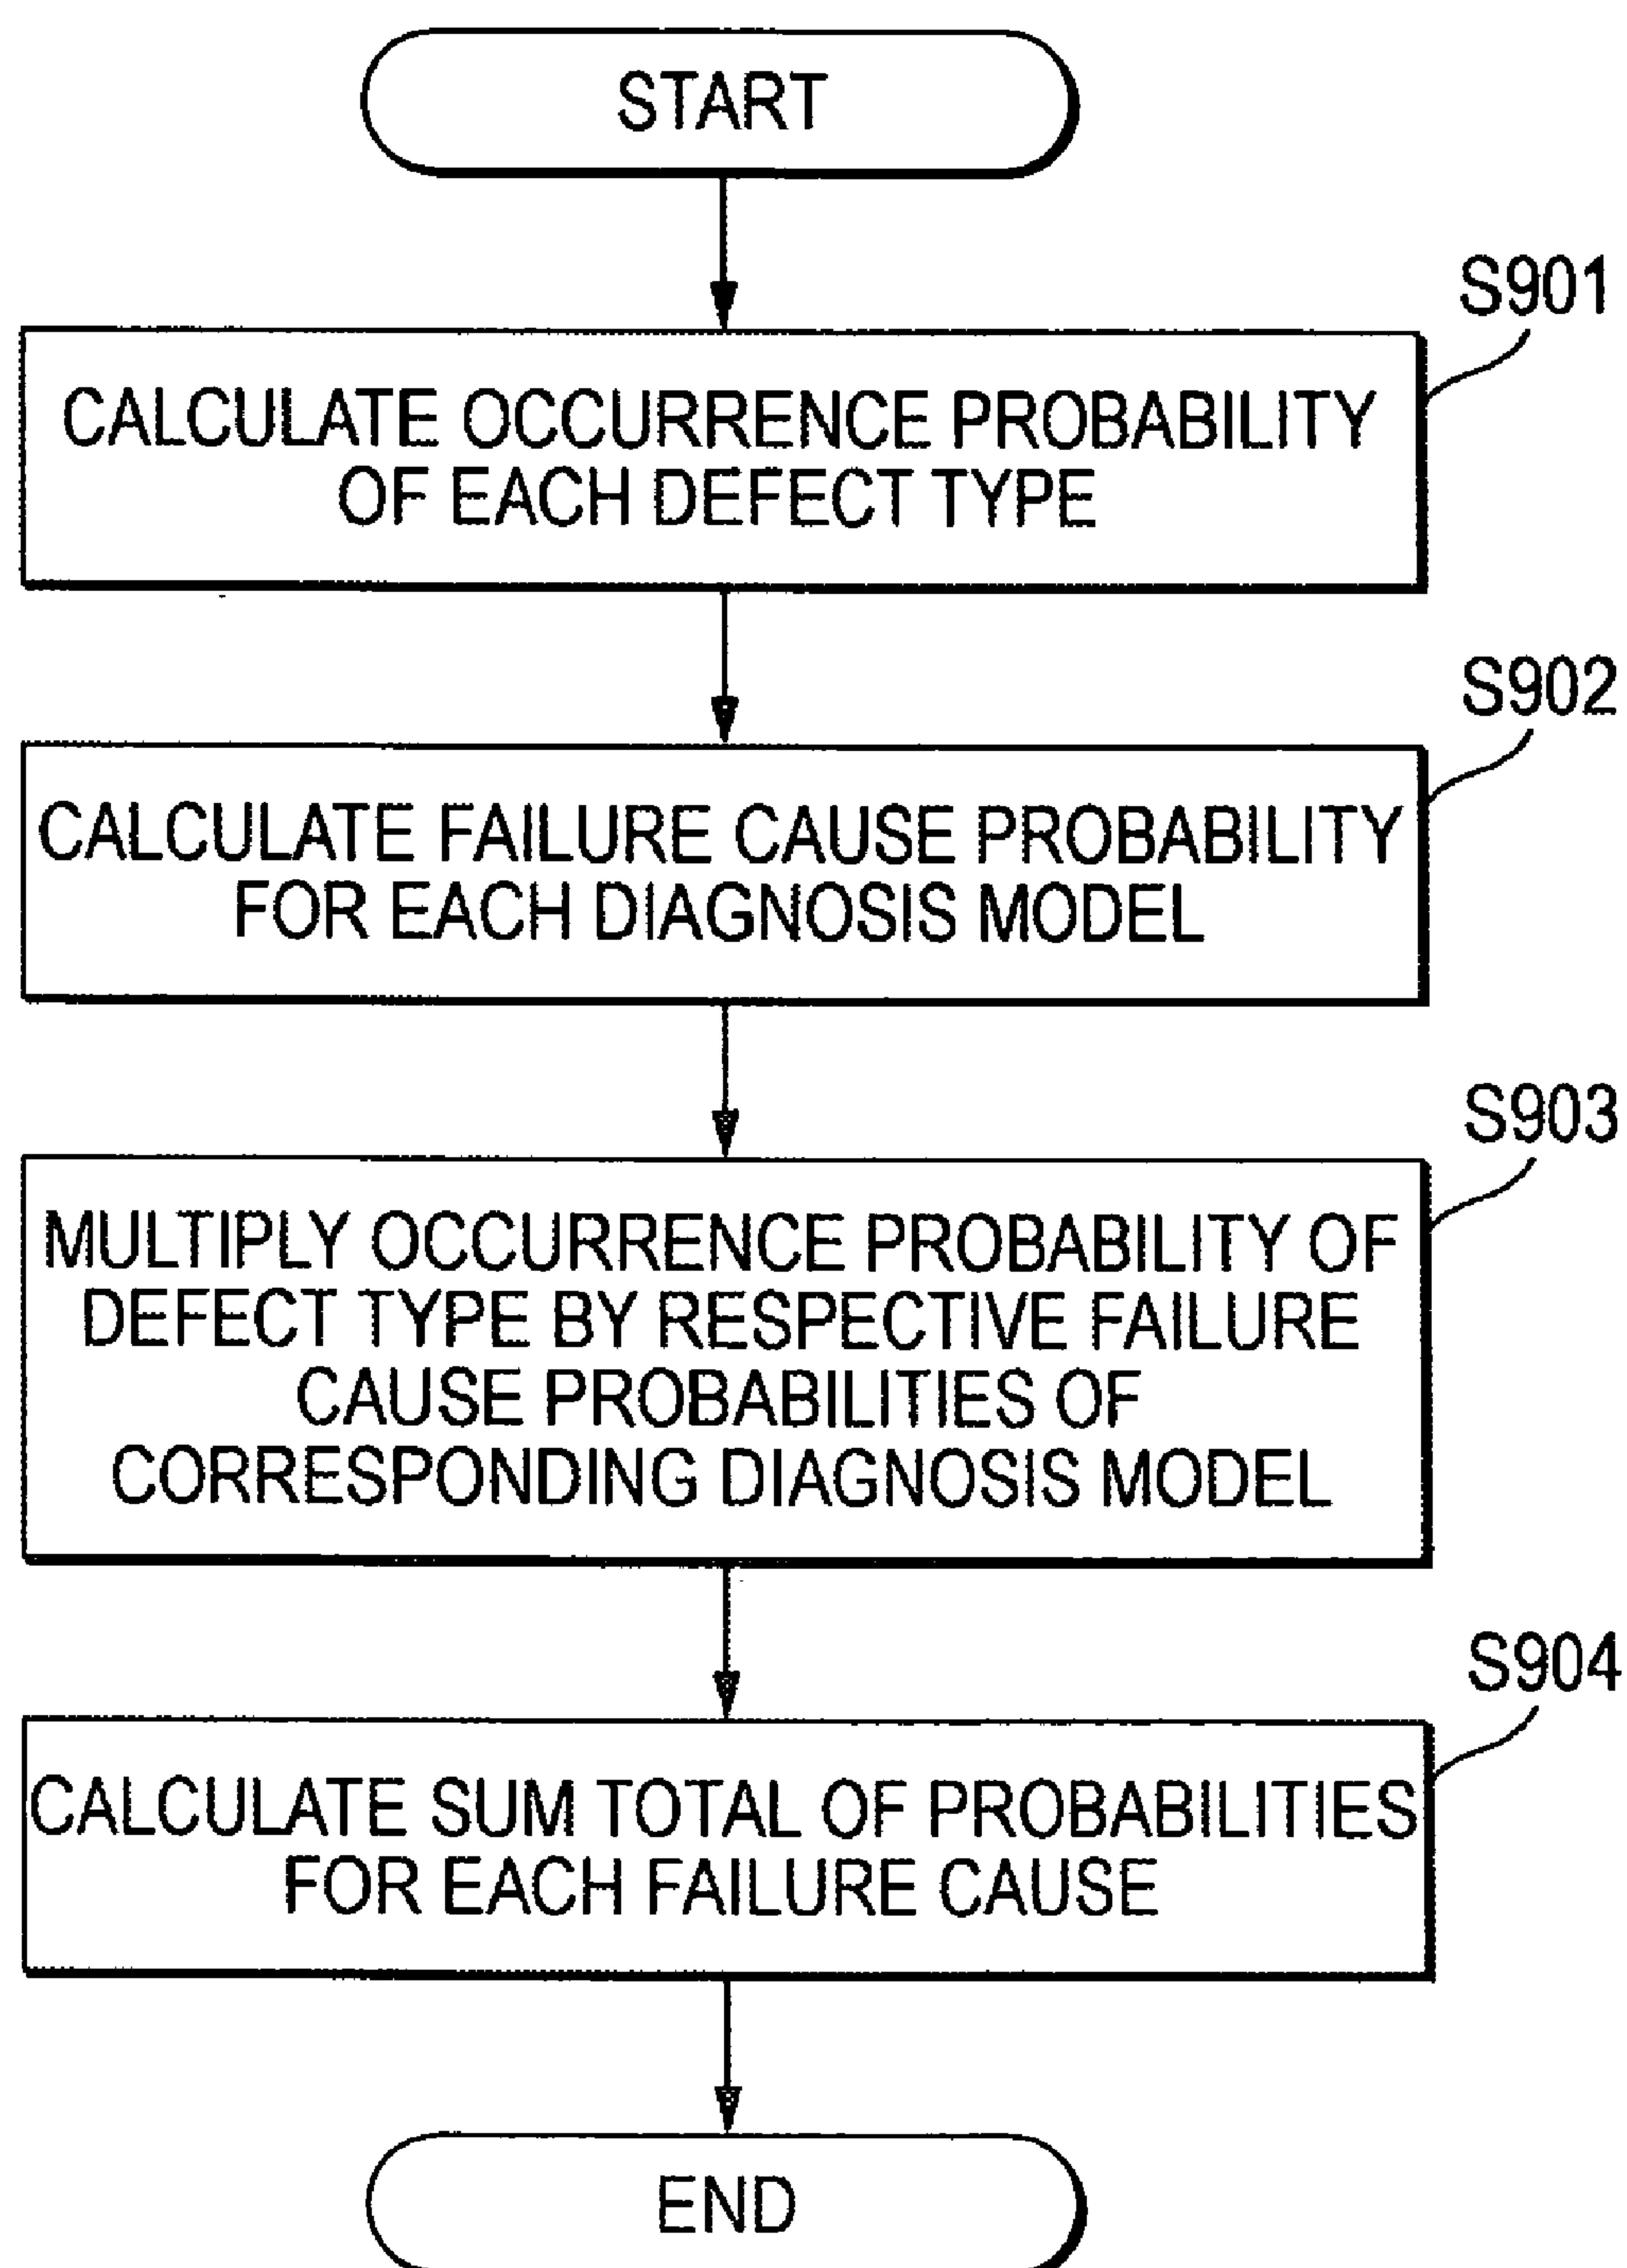 START
S901
CALCULATE OCCURRENCE PROBABILITY
OF EACH DEFECT TYPE
S902
CALCULATE FAILURE CAUSE PROBABILITY
FOR EACH DIAGNOSIS MODEL
S903
MULTIPLY OCCURRENCE PROBABILITY OF
DEFECT TYPE BY RESPECTIVE FAILURE
CAUSE PROBABILITIES OF
CORRESPONDING DIAGNOSIS MODEL
S904
CALCULATE SUM TOTAL OF PROBABILITIES
FOR EACH FAILURE CAUSE
END